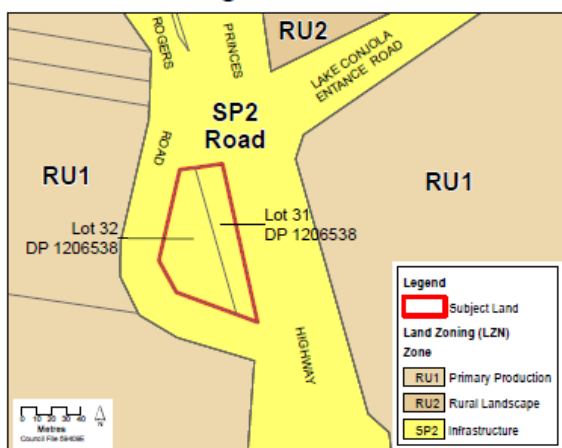 ROGERS
PRINCES
RU2
LAKE CONJOLA
ENTANCE ROAD
SP2
Road
ROAD
RU1
RU1
Lot 32
DP 1206538
Lot 31
DP 1206538
HIGHWAY
Legend
Subject Land
Land Zoning (LZN)
Zone
RU1 Primary Production
RU2 Rural Landscape
SP2 Infrastructure
0 10 20 30 40
Metres
N